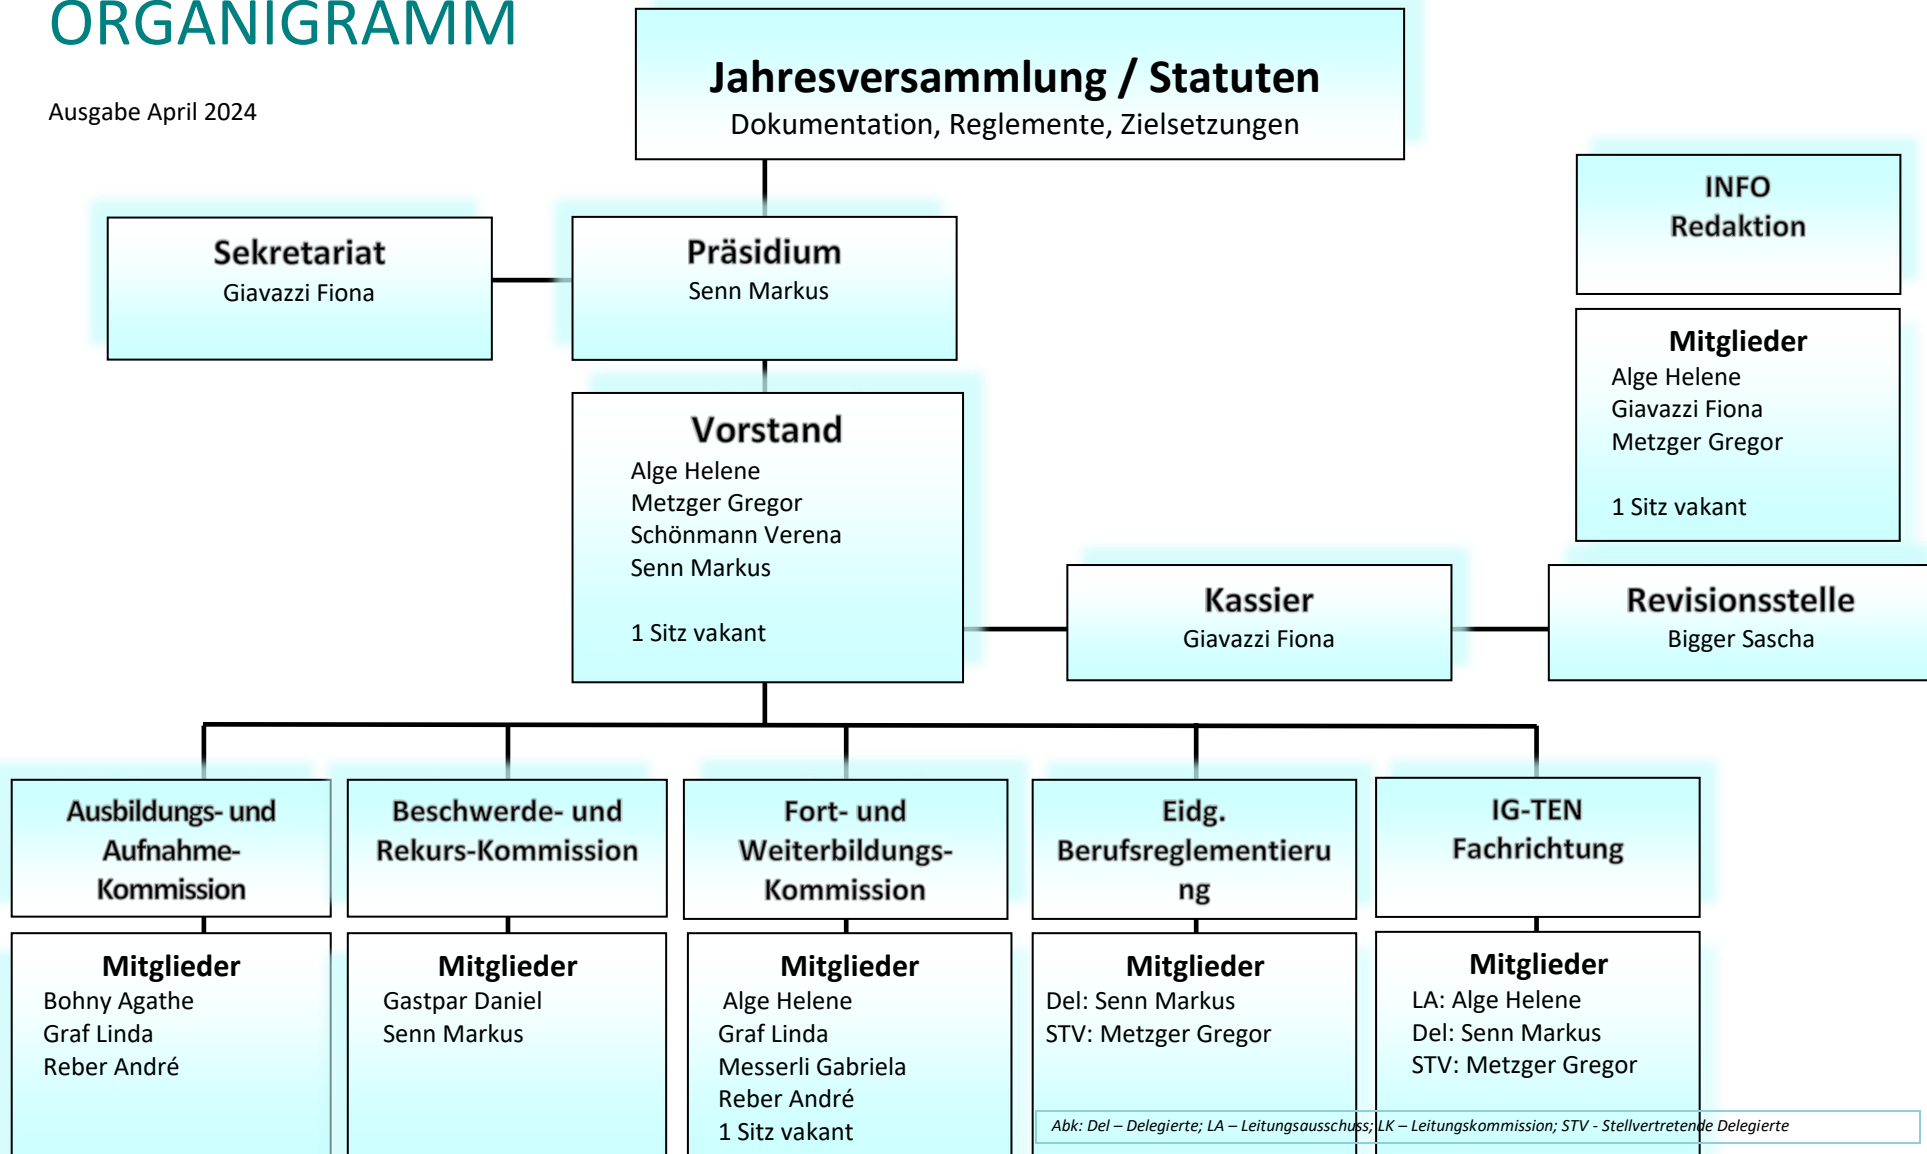 ORGANIGRAMM
Ausgabe April 2024
Jahresversammlung / Statuten
Dokumentation, Reglemente, Zielsetzungen
INFO
Redaktion
Mitglieder
Alge Helene
Giavazzi Fiona
Metzger Gregor
1 Sitz vakant
Sekretariat
Giavazzi Fiona
Präsidium
Senn Markus
Vorstand
Alge Helene
Metzger Gregor
Schönmann Verena
Senn Markus
1 Sitz vakant
Kassier
Giavazzi Fiona
Revisionsstelle
Bigger Sascha
Ausbildungs- und
Aufnahme-
Kommission
Mitglieder
Bohny Agathe
Graf Linda
Reber André
Beschwerde- und
Rekurs-Kommission
Mitglieder
Gastpar Daniel
Senn Markus
Fort- und
Weiterbildungs-
Kommission
Mitglieder
Alge Helene
Graf Linda
Messerli Gabriela
Reber André
1 Sitz vakant
Eidg.
Berufsreglementieru
ng
Mitglieder
Del: Senn Markus
STV: Metzger Gregor
IG-TEN
Fachrichtung
Mitglieder
LA: Alge Helene
Del: Senn Markus
STV: Metzger Gregor
Abk: Del – Delegierte; LA – Leitungsausschuss; LK – Leitungskommission; STV - Stellvertretende Delegierte